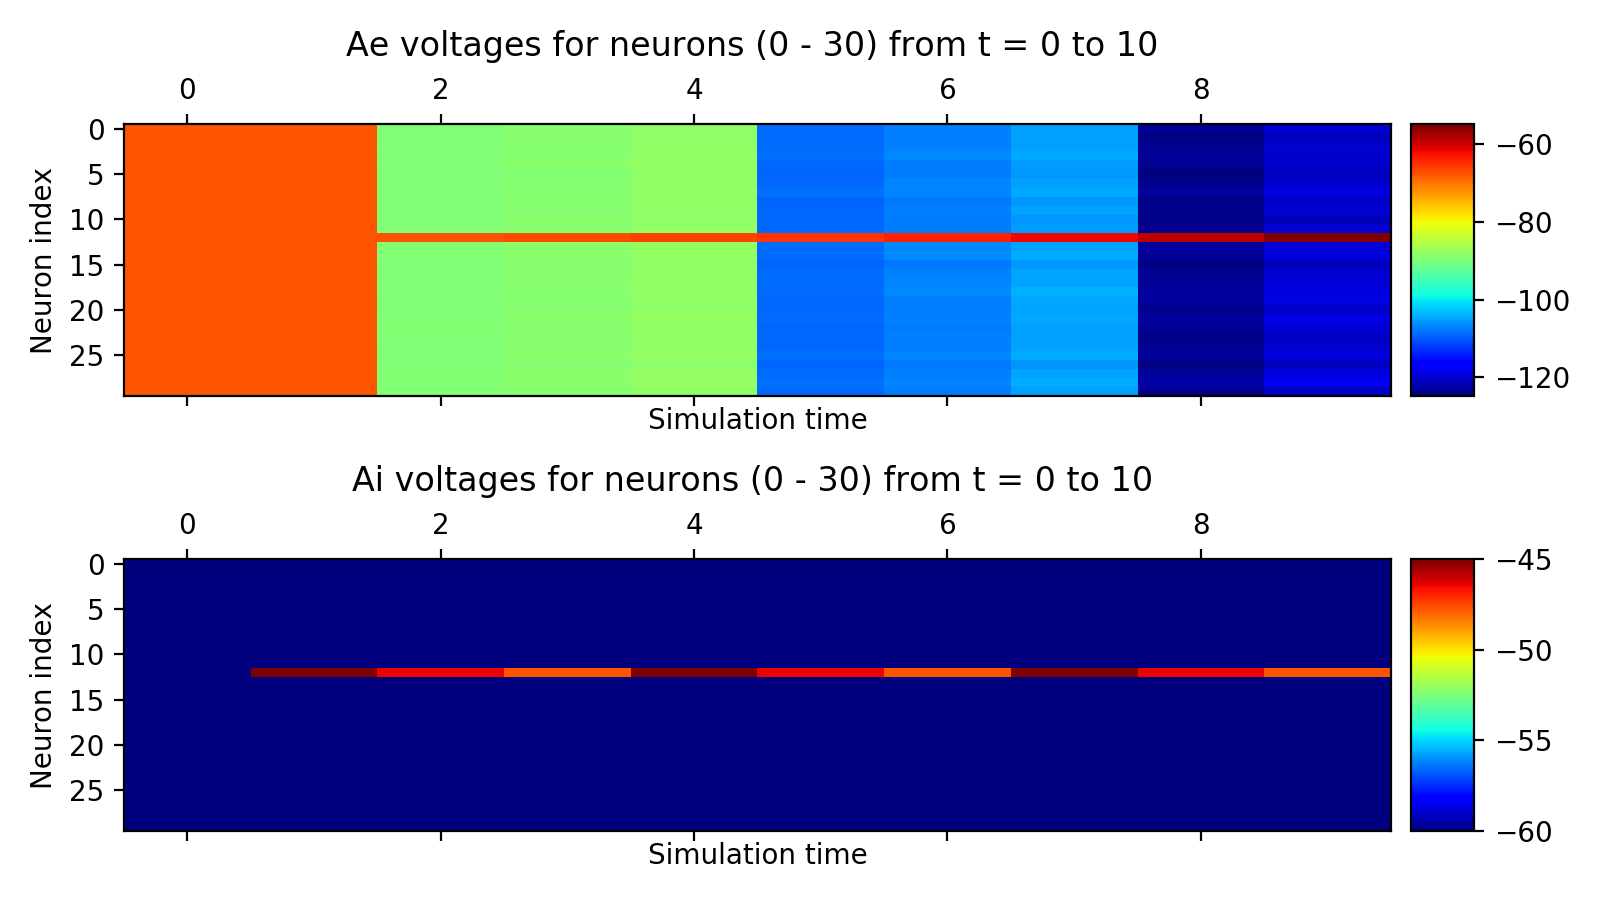 Ae voltages for neurons (0 - 30) from t = 0 to 10
0 2 4 6 8
Neuron index
0
5
10
15
20
25
Simulation time
−60
−80
−100
−120
Ai voltages for neurons (0 - 30) from t = 0 to 10
0 2 4 6 8
Neuron index
0
5
10
15
20
25
Simulation time
−45
−50
−55
−60